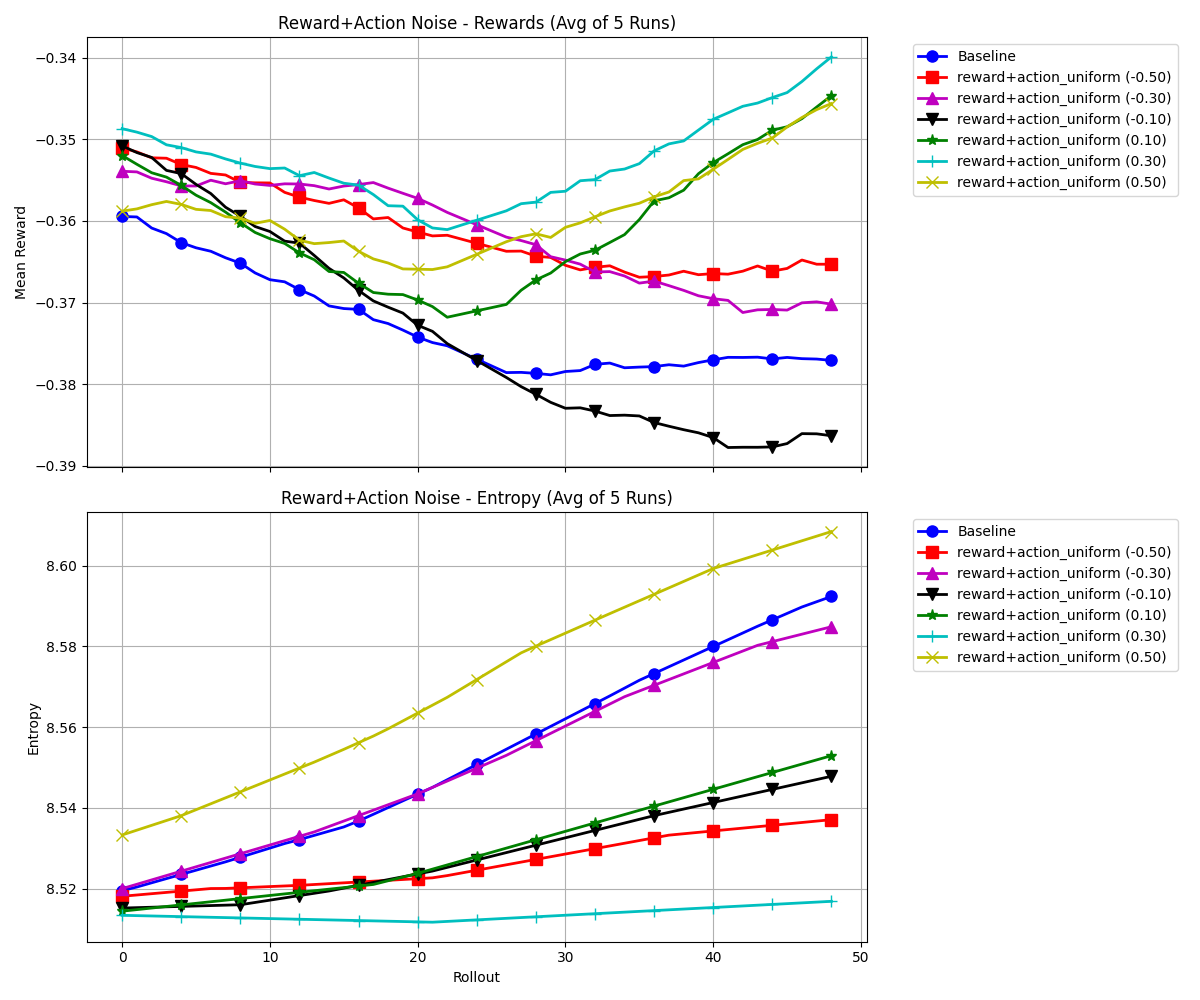 Reward+Action Noise - Rewards (Avg of 5 Runs)
−0.34
−0.35
−0.36
−0.37
−0.38
−0.39
Mean Reward
Baseline
reward+action_uniform (-0.50)
reward+action_uniform (-0.30)
reward+action_uniform (-0.10)
reward+action_uniform (0.10)
reward+action_uniform (0.30)
reward+action_uniform (0.50)
Reward+Action Noise - Entropy (Avg of 5 Runs)
8.60
8.58
8.56
8.54
8.52
Entropy
0 10 20 30 40 50
Rollout
Baseline
reward+action_uniform (-0.50)
reward+action_uniform (-0.30)
reward+action_uniform (-0.10)
reward+action_uniform (0.10)
reward+action_uniform (0.30)
reward+action_uniform (0.50)